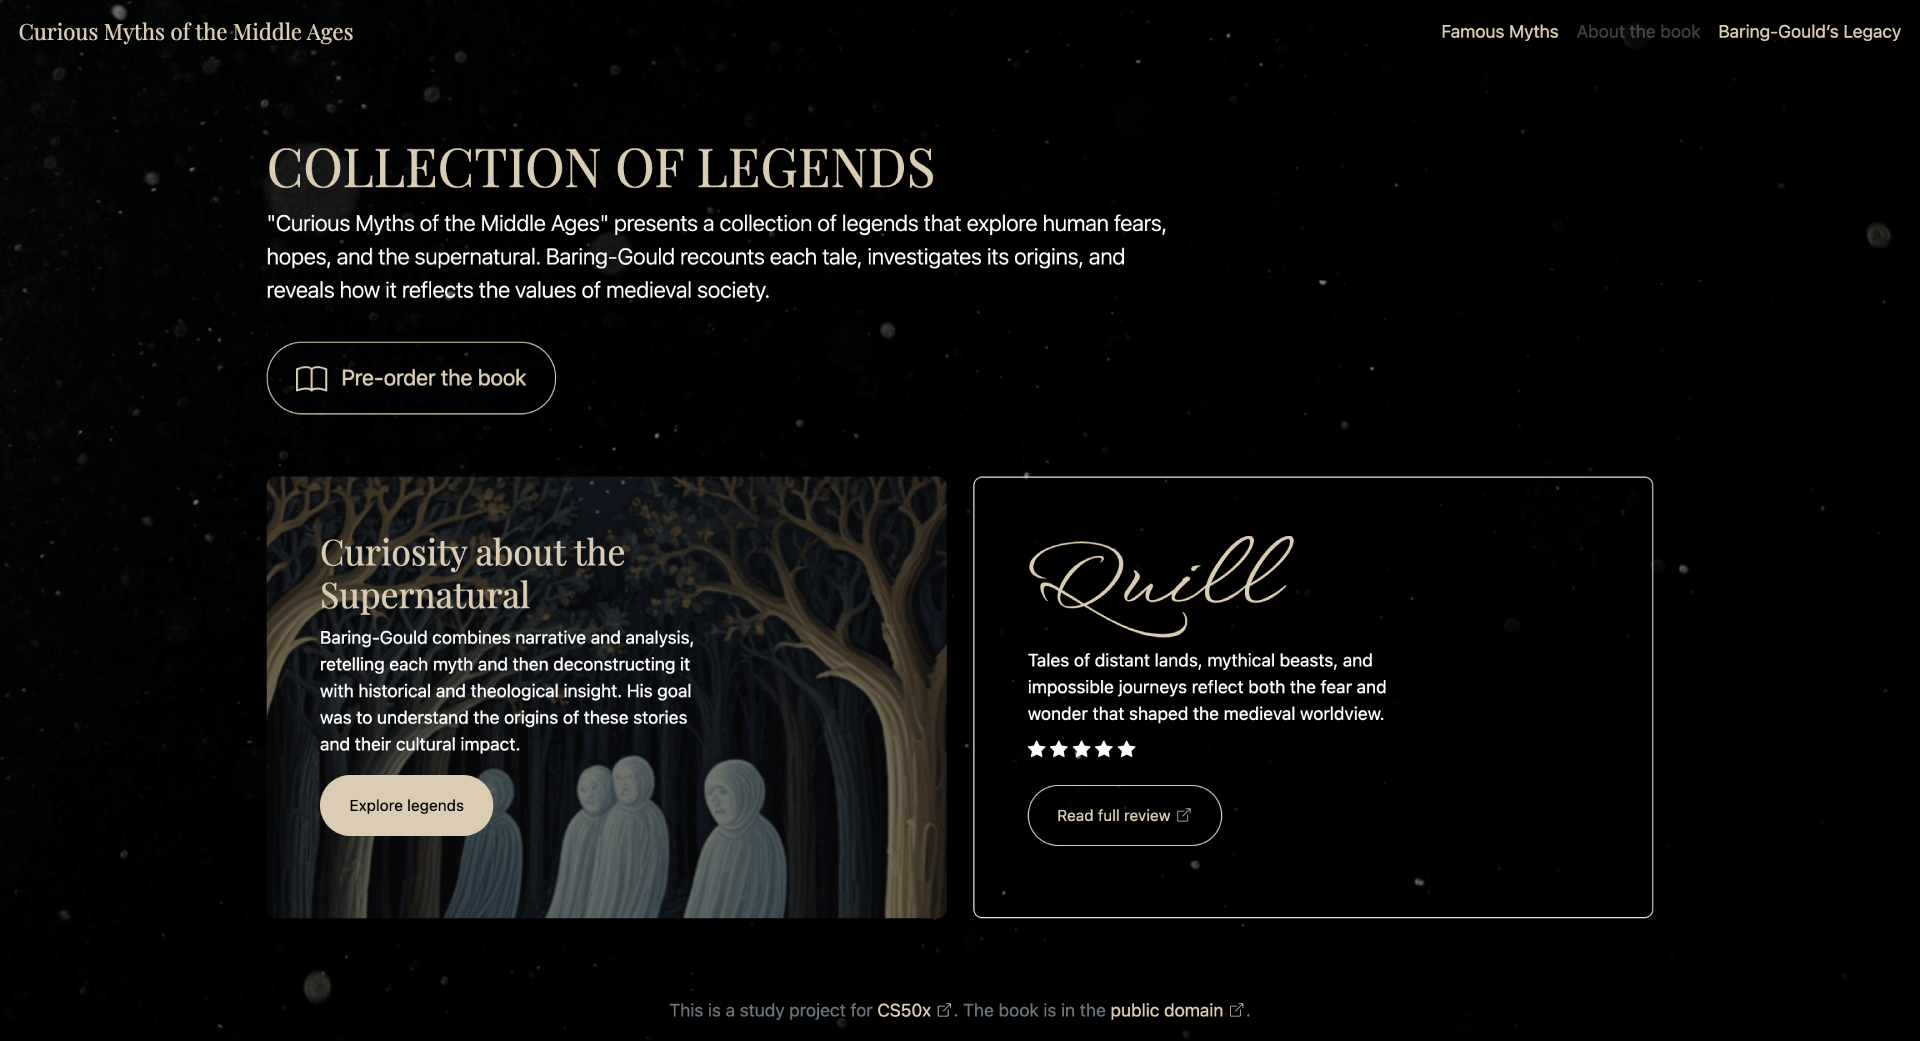 Curious Myths of the Middle Ages
Famous Myths
About the book
Baring-Gould’s Legacy
COLLECTION OF LEGENDS
"Curious Myths of the Middle Ages" presents a collection of legends that explore human fears,
hopes, and the supernatural. Baring-Gould recounts each tale, investigates its origins, and
reveals how it reflects the values of medieval society.
Pre-order the book
Curiosity about the
Supernatural
Baring-Gould combines narrative and analysis,
retelling each myth and then deconstructing it
with historical and theological insight. His goal
was to understand the origins of these stories
and their cultural impact.
Explore legends
Quill
Tales of distant lands, mythical beasts, and
impossible journeys reflect both the fear and
wonder that shaped the medieval worldview.
Read full review
This is a study project for CS50x. The book is in the public domain.